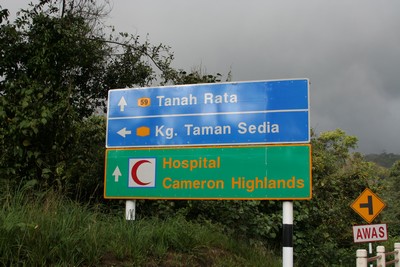 59 Tanah Rata
Kg. Taman Sedia
Hospital
Cameron Highlands
AWAS